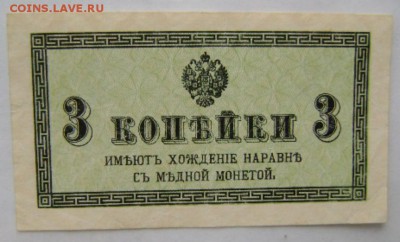 COINS.LAVE.RU
3 КОПѢЙКИ 3
ИМѢЮТЪ ХОЖДЕНІЕ НАРАВНѢ
СЪ МѢДНОЙ МОНЕТОЙ.